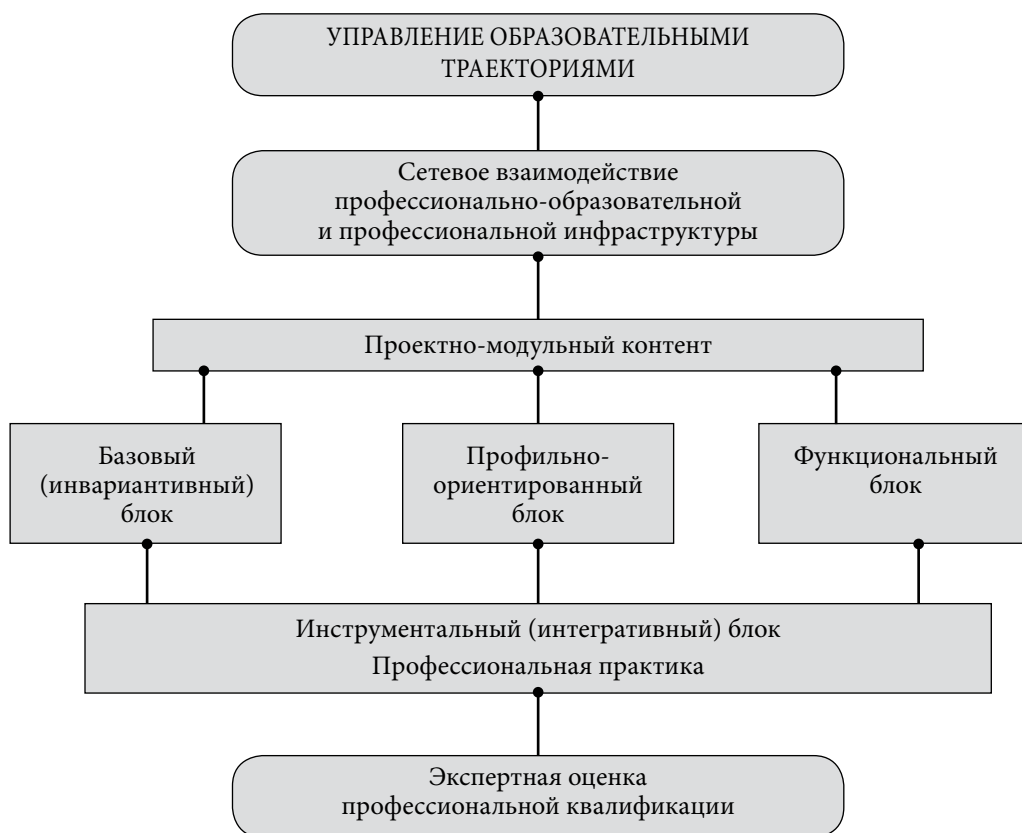 УПРАВЛЕНИЕ ОБРАЗОВАТЕЛЬНЫМИ
ТРАЕКТОРИЯМИ
Сетевое взаимодействие
профессионально-образовательной
и профессиональной инфраструктуры
Проектно-модульный контент
Базовый
(инвариантивный)
блок
Профильно-
ориентированный
блок
Функциональный
блок
Инструментальный (интегративный) блок
Профессиональная практика
Экспертная оценка
профессиональной квалификации